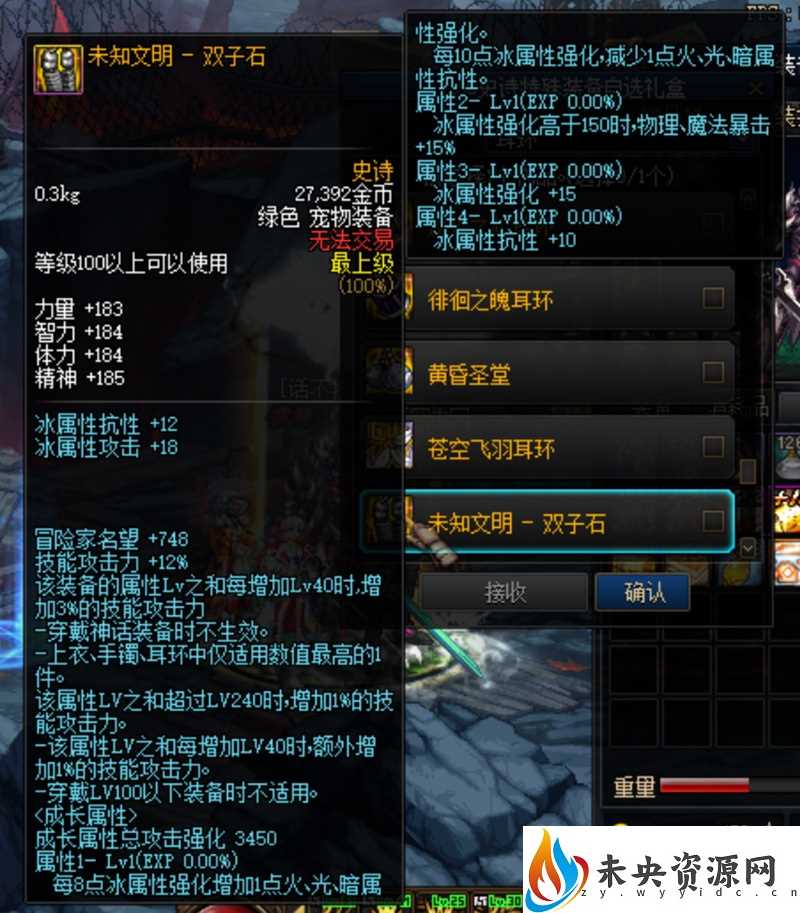 未知文明 - 双子石
史诗
0.3kg
27,392金币
绿色 宠物装备
无法交易
等级100以上可以使用
最上级
(100%)
力量 +183
智力 +184
体力 +184
精神 +185
冰属性抗性 +12
冰属性攻击 +18
冒险家名望 +748
技能攻击力 +12%
该装备的属性Lv之和每增加Lv40时,增
加3%的技能攻击力
-穿戴神话装备时不生效。
-上衣、手镯、耳环中仅适用数值最高的1
件。
该属性LV之和超过LV240时,增加1%的技
能攻击力。
-该属性LV之和每增加LV40时,额外增
加1%的技能攻击力。
-穿戴LV100以下装备时不适用。
<成长属性>
成长属性总攻击强化 3450
属性1- Lv1(EXP 0.00%)
每8点冰属性强化增加1点火、光、暗属
性强化。
每10点冰属性强化,减少1点火、光、暗属
性抗性。
属性2- Lv1(EXP 0.00%)
冰属性强化高于150时,物理、魔法暴击
+15%
属性3- Lv1(EXP 0.00%)
冰属性强化 +15
属性4- Lv1(EXP 0.00%)
冰属性抗性 +10
徘徊之魄耳环
黄昏圣堂
苍空飞羽耳环
未知文明 - 双子石
接收
确认
重量
Lv.25
Lv.30
未央资源网
zy.wyyidc.cn